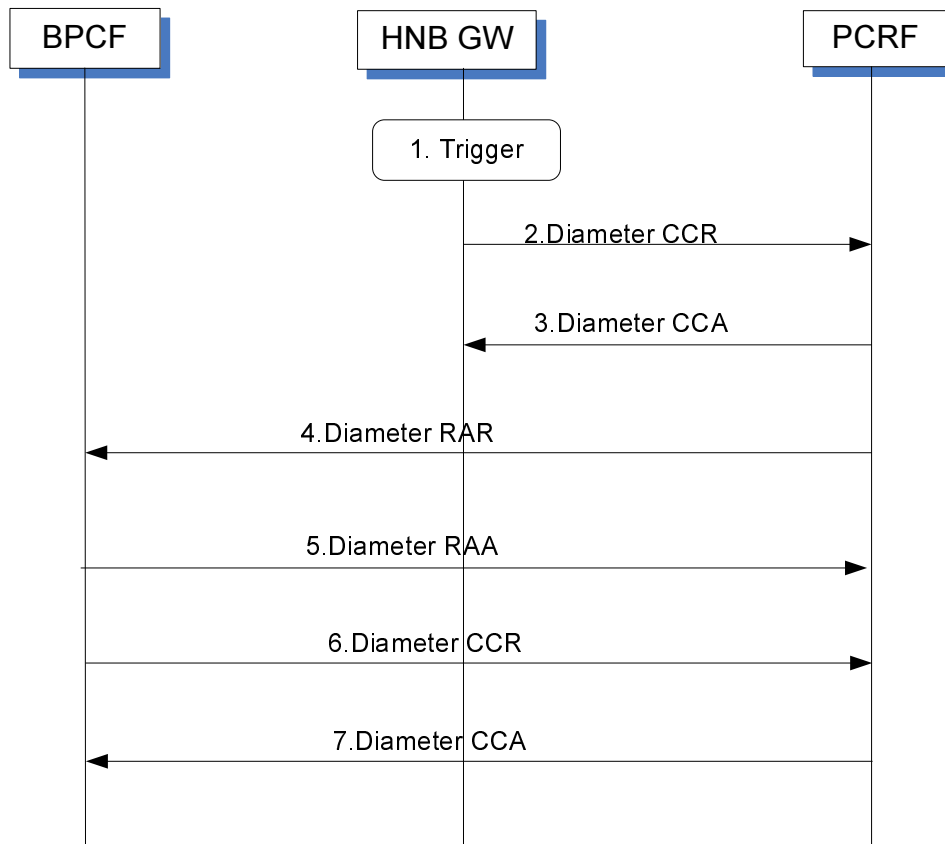 BPCF
HNB GW
PCRF
1. Trigger
2.Diameter CCR
3.Diameter CCA
4.Diameter RAR
5.Diameter RAA
6.Diameter CCR
7.Diameter CCA